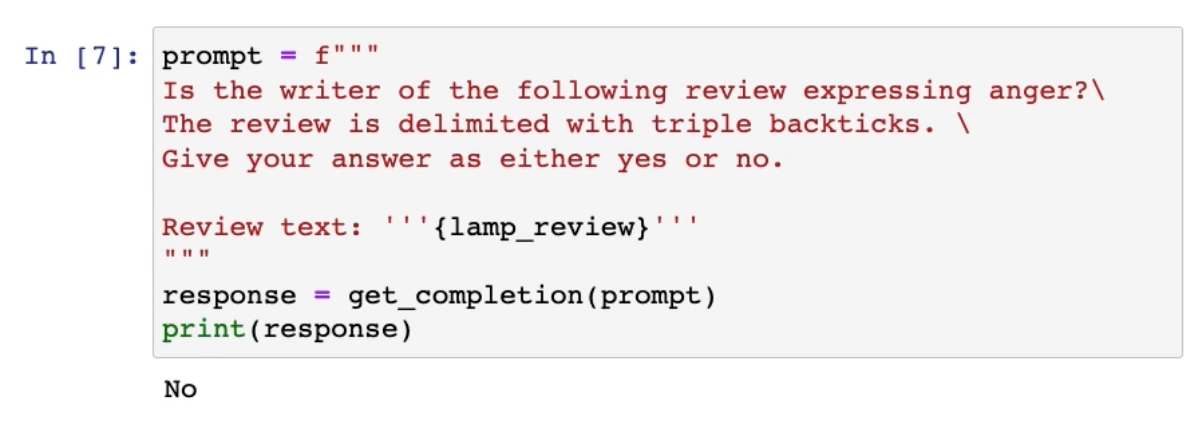 In [7]: prompt = f"""
Is the writer of the following review expressing anger?\
The review is delimited with triple backticks. \
Give your answer as either yes or no.
Review text: '''{lamp_review}'''
"""
response = get_completion(prompt)
print(response)
No